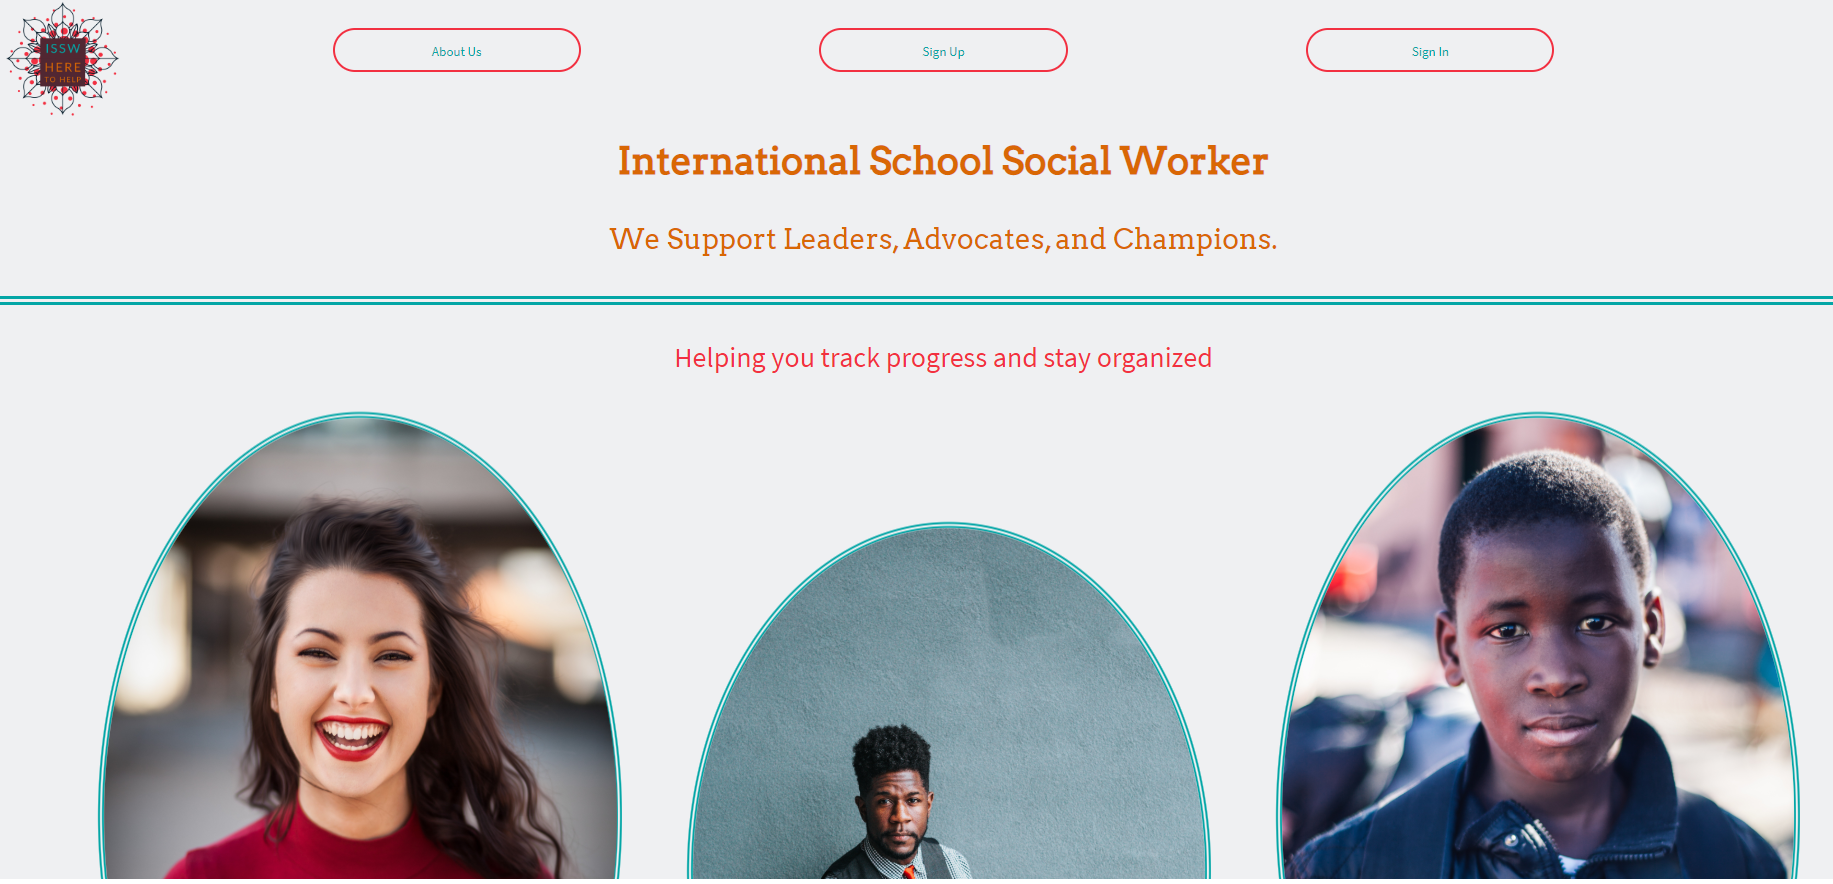 ISSW
HERE
TO HELP
About Us
Sign Up
Sign In
International School Social Worker
We Support Leaders, Advocates, and Champions.
Helping you track progress and stay organized